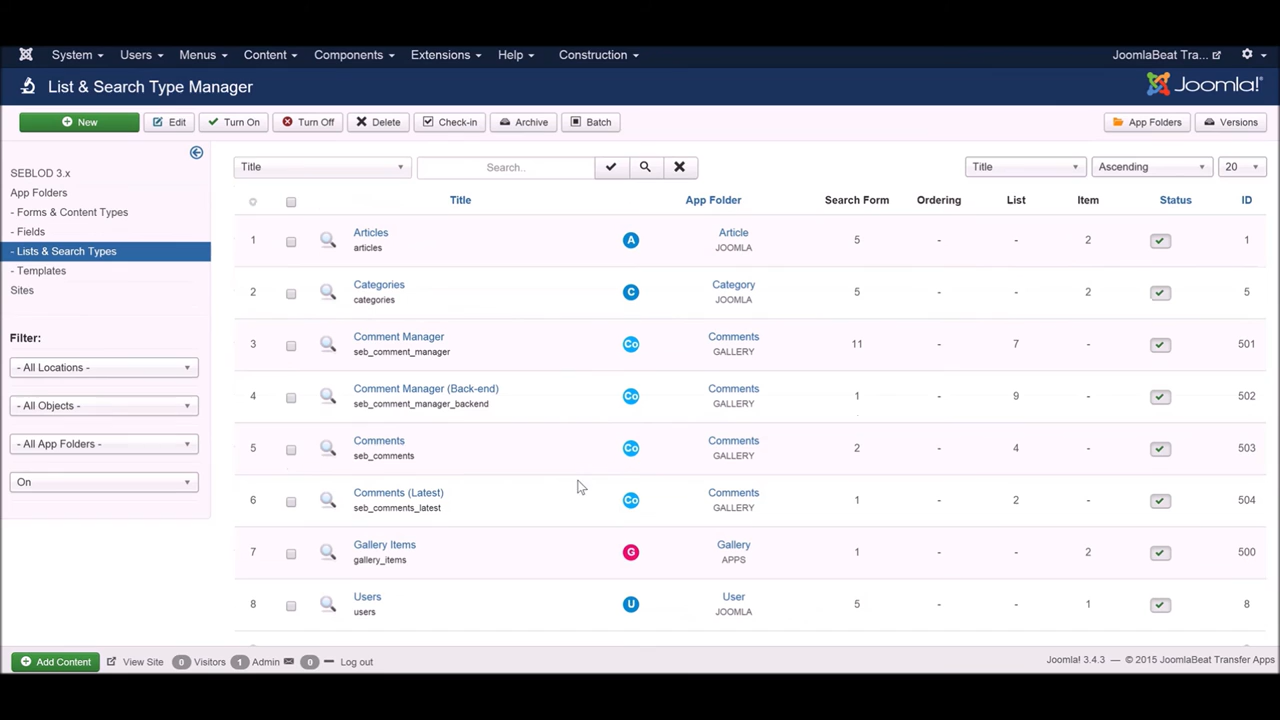 System Users Menus Content Components Extensions Help Construction JoomlaBeat Tra...
List & Search Type Manager Joomla!®
New Edit Turn On Turn Off Delete Check-in Archive Batch App Folders Versions
SEBLOD 3.x
App Folders
- Forms & Content Types
- Fields
- Lists & Search Types
- Templates
Sites
Filter:
- All Locations -
- All Objects -
- All App Folders -
On
Title Search.. Title Ascending 20
Title App Folder Search Form Ordering List Item Status ID
1 Articles A Article 5 - - 2 1
articles JOOMLA
2 Categories C Category 5 - - 2 5
categories JOOMLA
3 Comment Manager Co Comments 11 - 7 - 501
seb_comment_manager GALLERY
4 Comment Manager (Back-end) Co Comments 1 - 9 - 502
seb_comment_manager_backend GALLERY
5 Comments Co Comments 2 - 4 - 503
seb_comments GALLERY
6 Comments (Latest) Co Comments 1 - 2 - 504
seb_comments_latest GALLERY
7 Gallery Items G Gallery 1 - - 2 500
gallery_items APPS
8 Users U User 5 - - 1 8
users JOOMLA
Add Content View Site 0 Visitors 1 Admin 0 Log out Joomla! 3.4.3 — © 2015 JoomlaBeat Transfer Apps